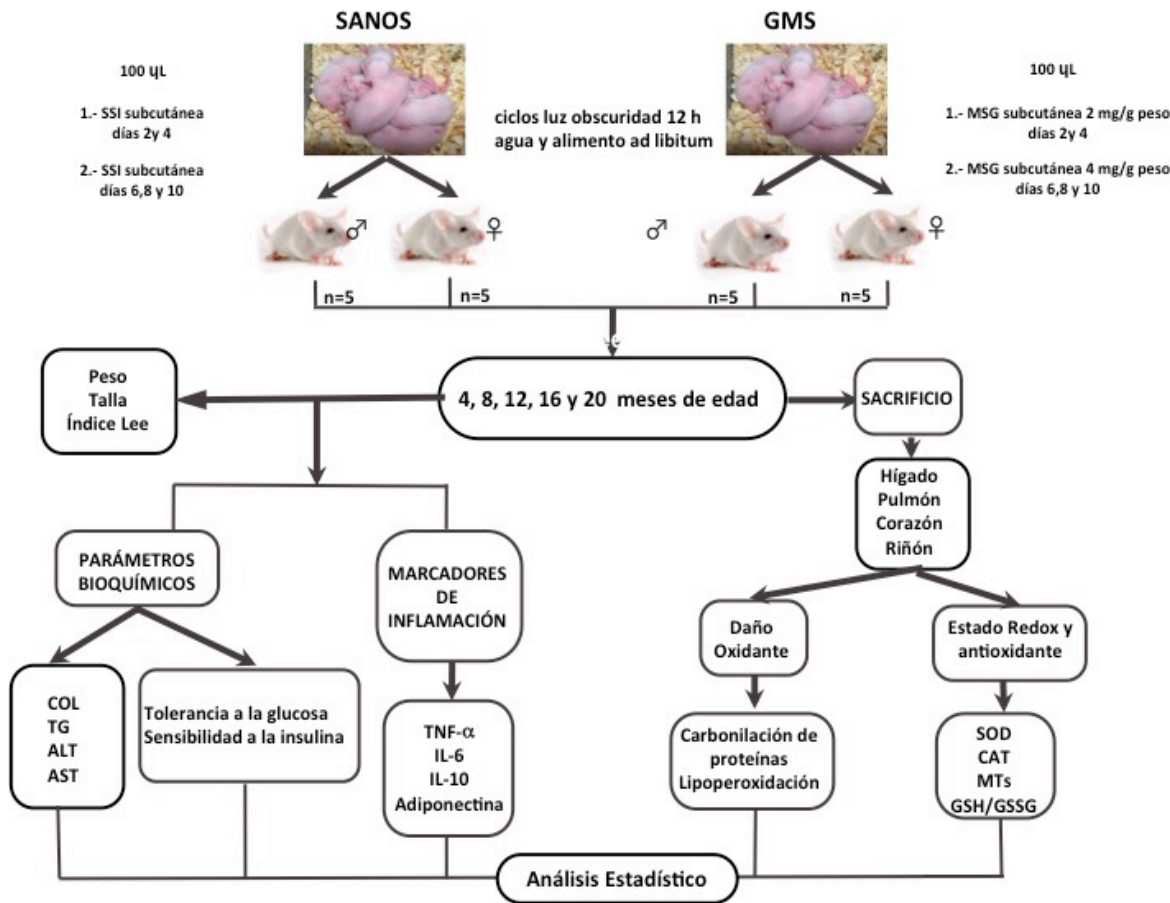 SANOS
GMS
100 ɥL
1.- SSI subcutánea
días 2y 4
2.- SSI subcutánea
días 6,8 y 10
ciclos luz obscuridad 12 h
agua y alimento ad libitum
100 ɥL
1.- MSG subcutánea 2 mg/g peso
días 2y 4
2.- MSG subcutánea 4 mg/g peso
días 6,8 y 10
♂
♀
♂
♀
n=5
n=5
n=5
n=5
Peso
Talla
Índice Lee
4, 8, 12, 16 y 20 meses de edad
SACRIFICIO
Hígado
Pulmón
Corazón
Riñón
PARÁMETROS
BIOQUÍMICOS
MARCADORES
DE
INFLAMACIÓN
Daño
Oxidante
Estado Redox y
antioxidante
COL
TG
ALT
AST
Tolerancia a la glucosa
Sensibilidad a la insulina
TNF-α
IL-6
IL-10
Adiponectina
Carbonilación de
proteínas
Lipoperoxidación
SOD
CAT
MTs
GSH/GSSG
Análisis Estadístico